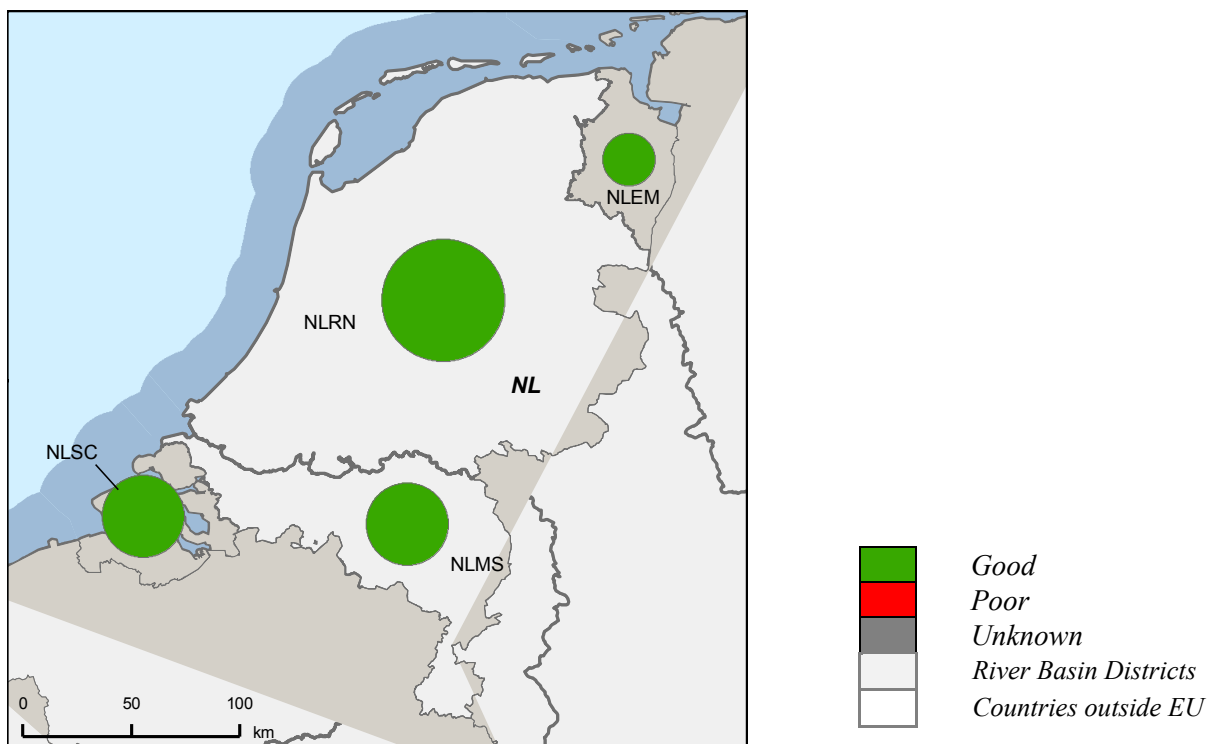 NLEM
NLRN
NL
NLSC
NLMS
0 50 100
km
Good
Poor
Unknown
River Basin Districts
Countries outside EU